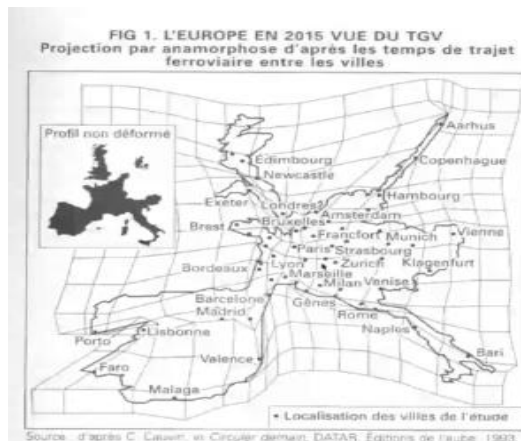 FIG 1. L'EUROPE EN 2015 VUE DU TGV
Projection par anamorphose d'après les temps de trajet
ferroviaire entre les villes
Profil non déformé
Aarhus
Edimbourg
Copenhague
Newcastle
Exeter
Hambourg
Londres
Amsterdam
Bruxelles
Brest
Francfort
Munich
Vienne
Paris
Strasbourg
Lyon
Zurich
Klagenfurt
Bordeaux
Marseille
Milan
Venise
Barcelone
Gênes
Madrid
Rome
Lisbonne
Naples
Porto
Valence
Bari
Faro
Malaga
• Localisation des villes de l'étude
Source: d'après C. Cauvin, in Circuler demain, DATAR, Editions de l'aube, 1993